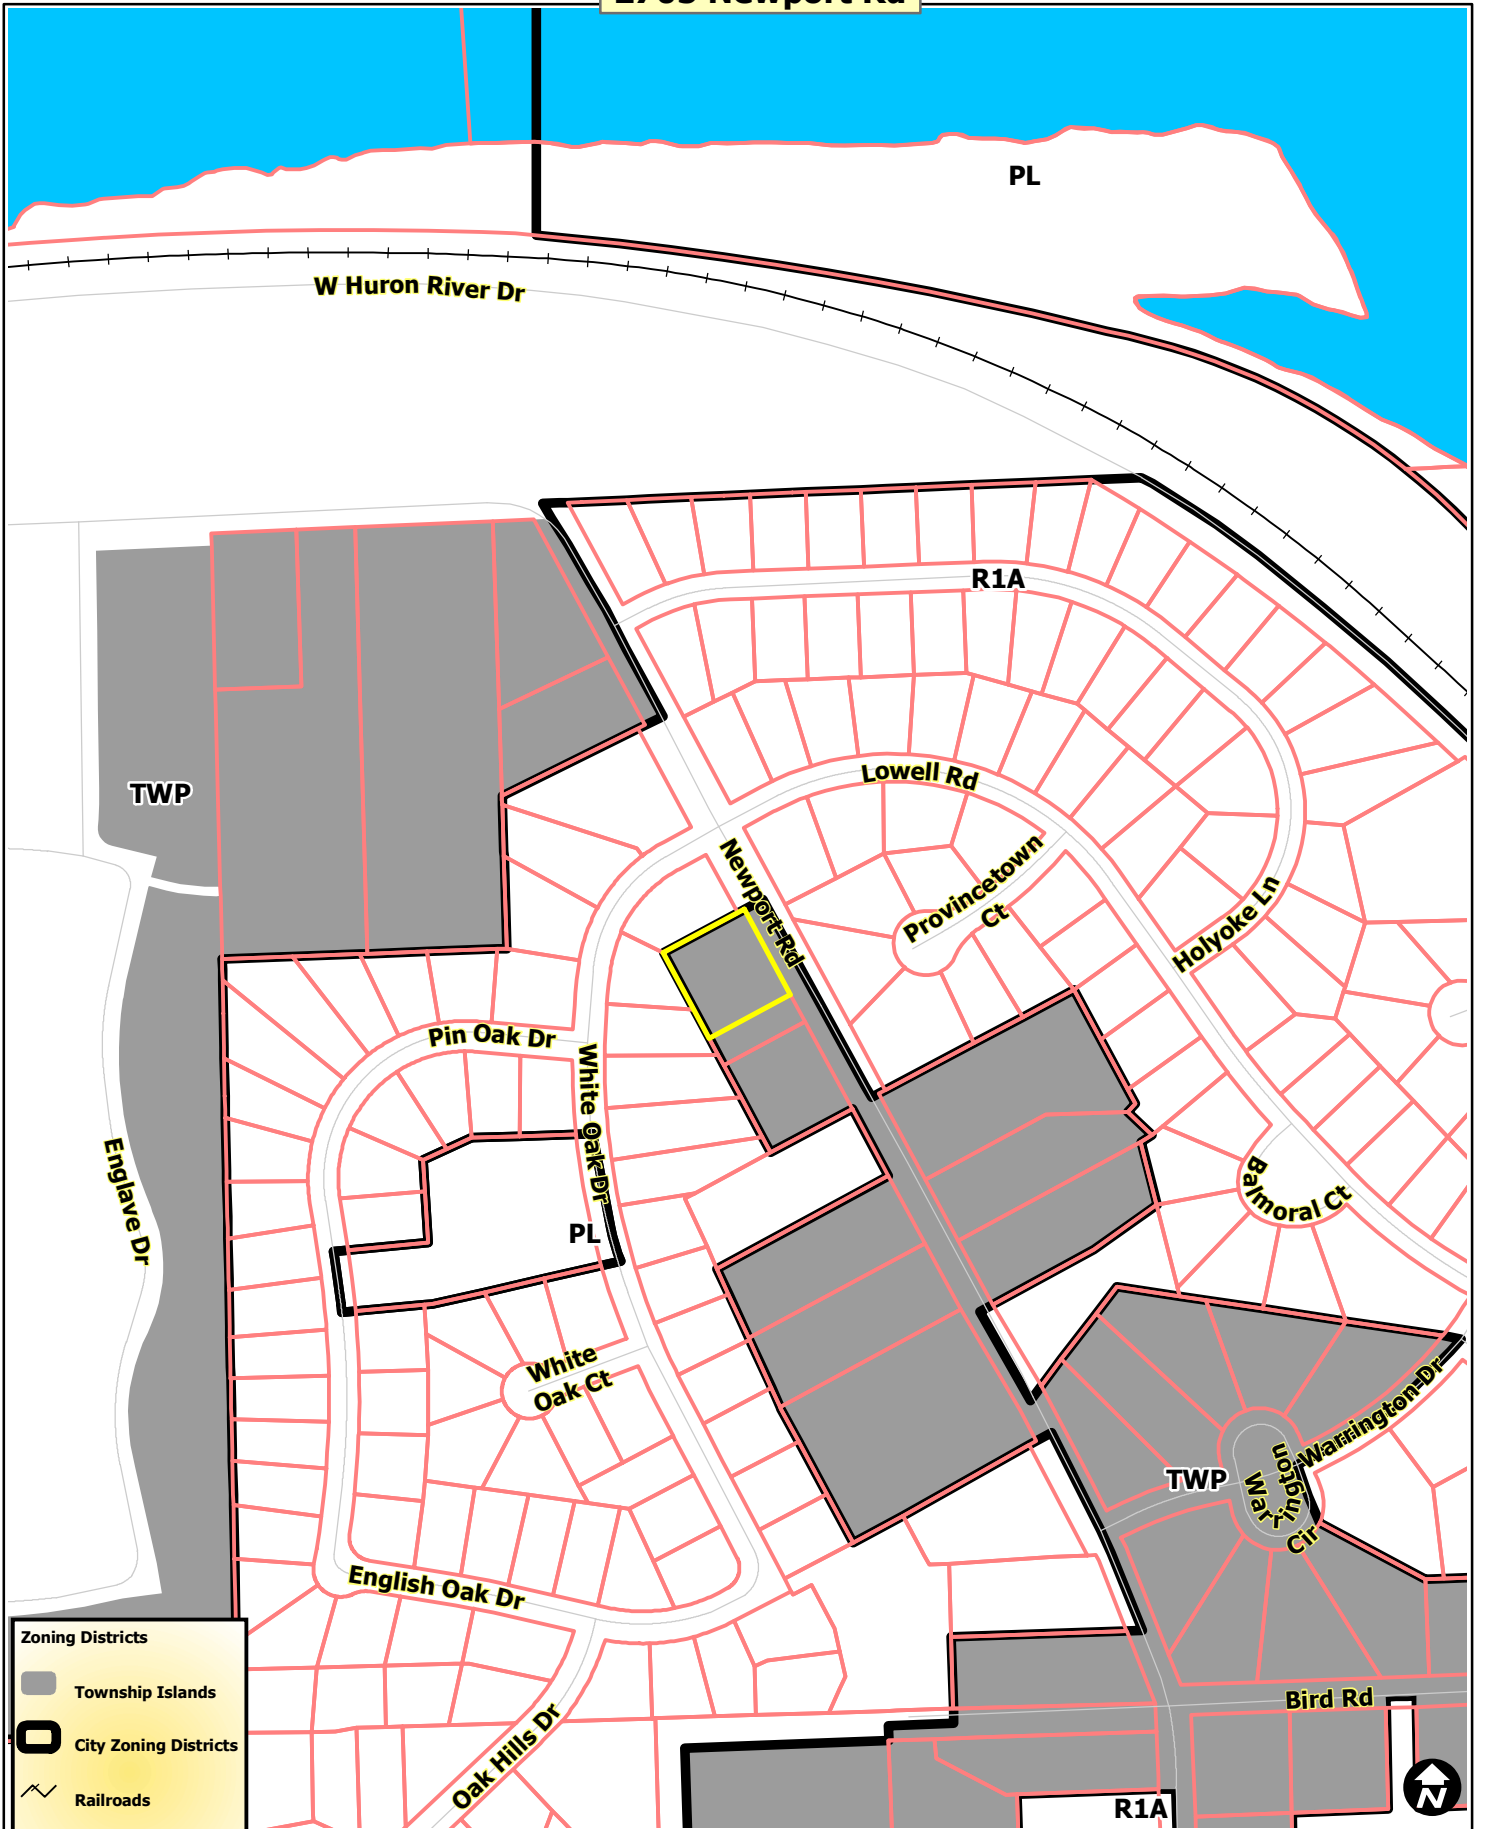 PL
W Huron River Dr
R1A
Lowell Rd
TWP
Newport Rd
Provincetown
Ct
Holyoke Ln
Pin Oak Dr
White Oak Dr
Englave Dr
Balmoral Ct
PL
White
Oak Ct
Warrington Dr
TWP
Warrington
Cir
English Oak Dr
Zoning Districts
Township Islands
Bird Rd
City Zoning Districts
Oak Hills Dr
Railroads
R1A
N